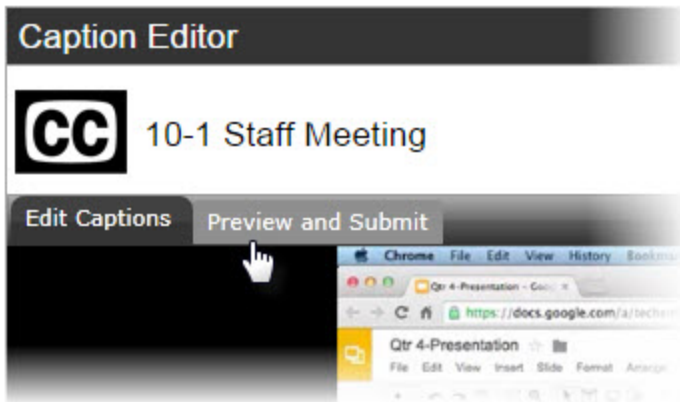 Caption Editor
CC 10-1 Staff Meeting
Edit Captions Preview and Submit
Chrome File Edit View History
Qtr 4-Presentation -
https://docs.google.com/a/
Qtr 4-Presentation
File Edit View Insert Slide Format Arrange